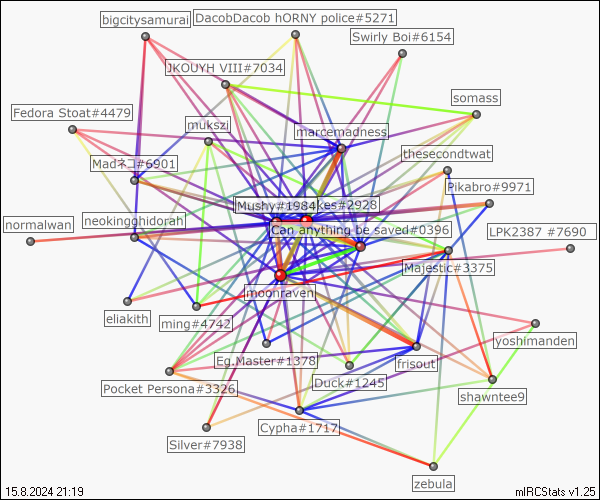 DacobDacob hORNY police#5271
bigcitysamurai
Swirly Boi#6154
JKOUYH VIII#7034
somass
Fedora Stoat#4479
mukszi
marcemadness
thesecondtwat
Madネコ#6901
Pikabro#9971
Mushy#1984
kes#2928
neokingghidorah
normalwan
Can anything be saved#0396
LPK2387 #7690
Majestic#3375
moonraven
eliakith
ming#4742
yoshimanden
Eg.Master#1378
frisout
Duck#1245
Pocket Persona#3326
shawntee9
Cypha#1717
Silver#7938
zebula
15.8.2024 21:19
mIRCStats v1.25